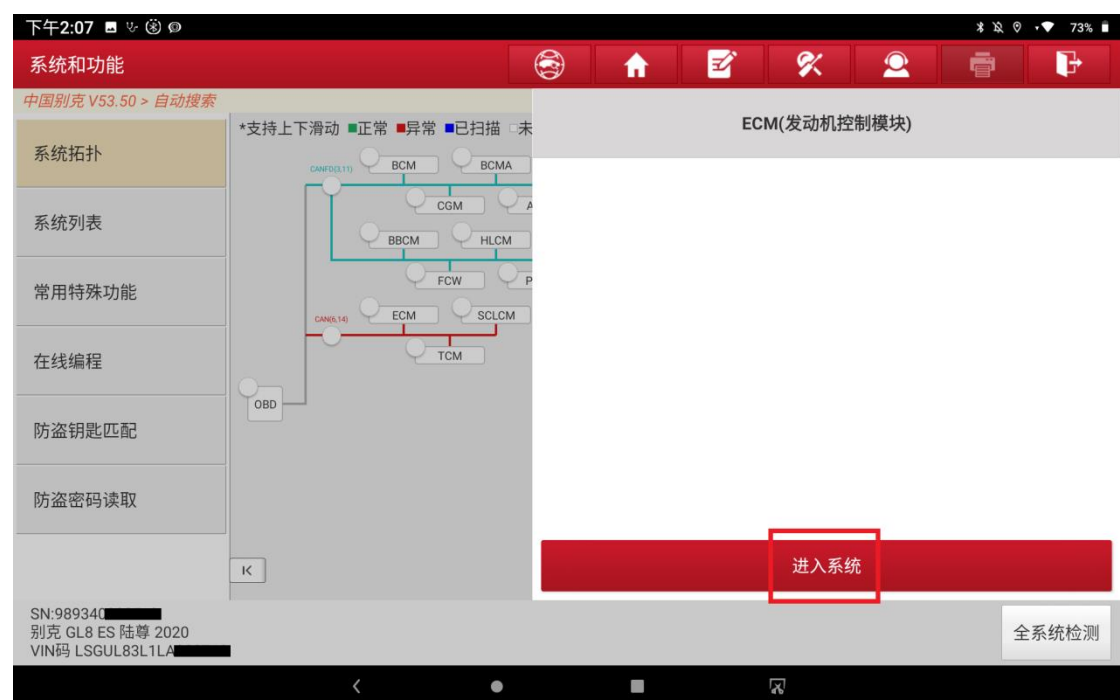 下午2:07
73%
系统和功能
中国别克 V53.50 > 自动搜索
系统拓扑
系统列表
常用特殊功能
在线编程
防盗钥匙匹配
防盗密码读取
*支持上下滑动 ■正常 ■异常 ■已扫描 □未
CANFD(3,11)
BCM
BCMA
CGM
A
BBCM
HLCM
FCW
P
CAN(6,14)
ECM
SCLCM
TCM
OBD
ECM(发动机控制模块)
进入系统
SN:989340
别克 GL8 ES 陆尊 2020
VIN码 LSGUL83L1LA
全系统检测